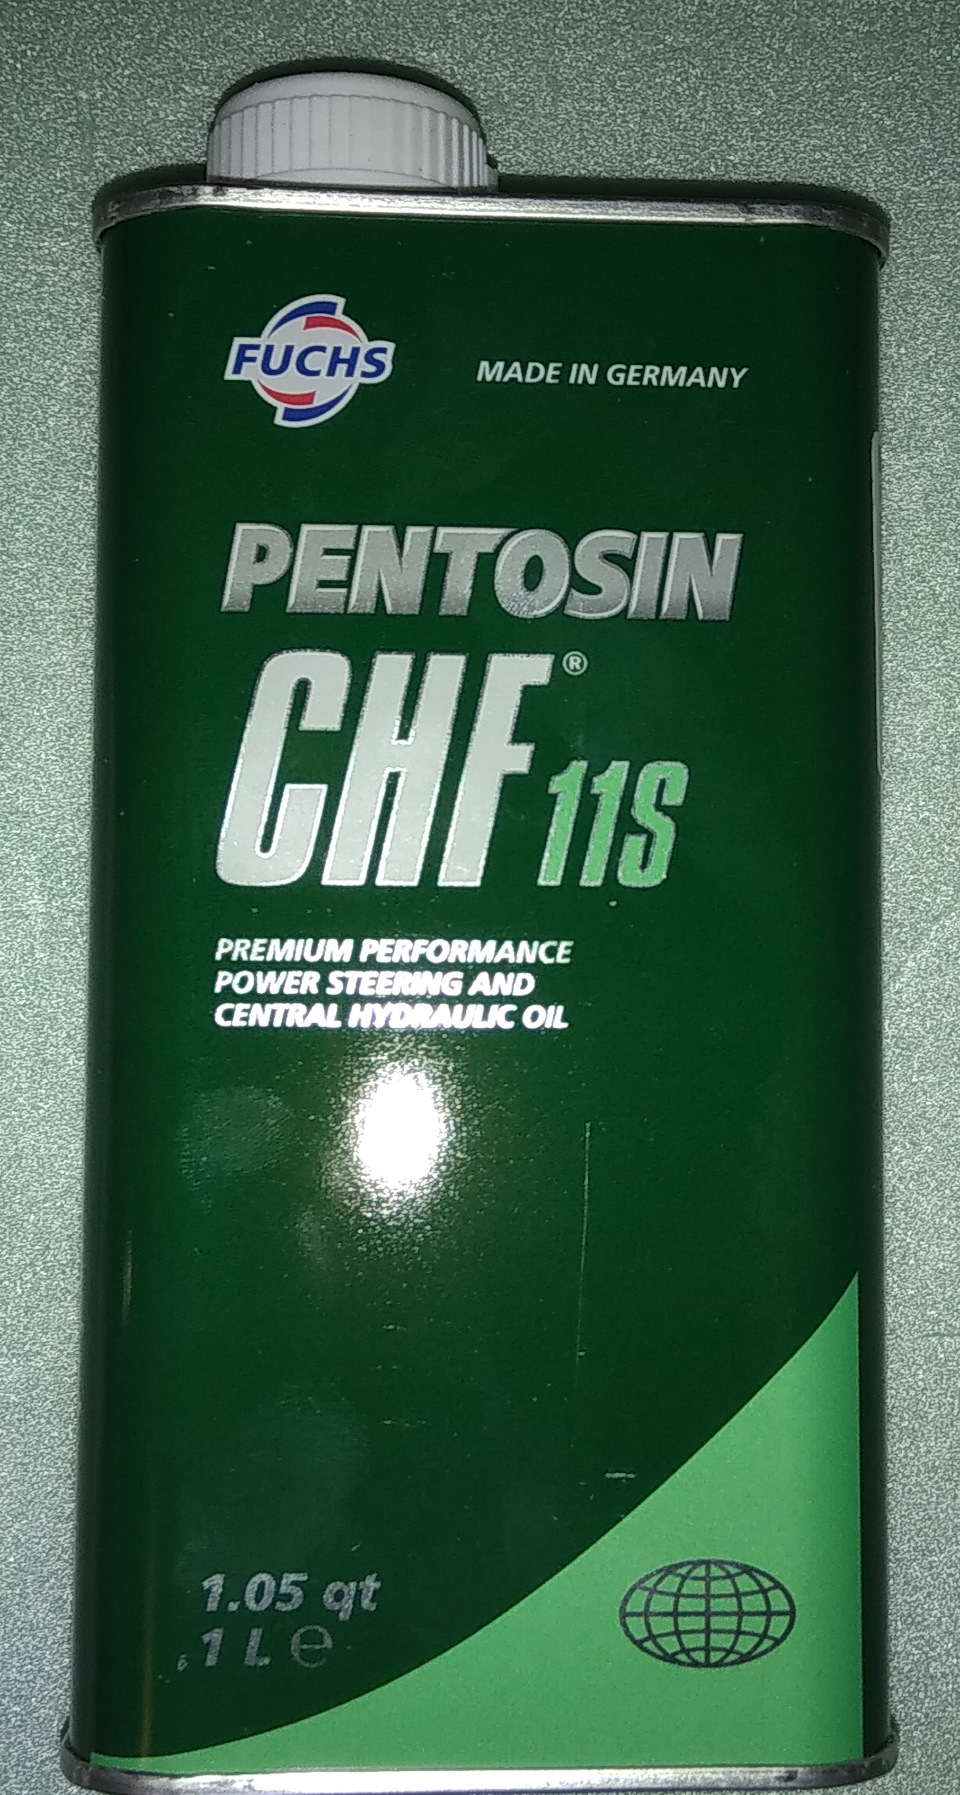 FUCHS
MADE IN GERMANY
PENTOSIN
CHF®
11S
PREMIUM PERFORMANCE
POWER STEERING AND
CENTRAL HYDRAULIC OIL
1.05 qt
1 L ℮